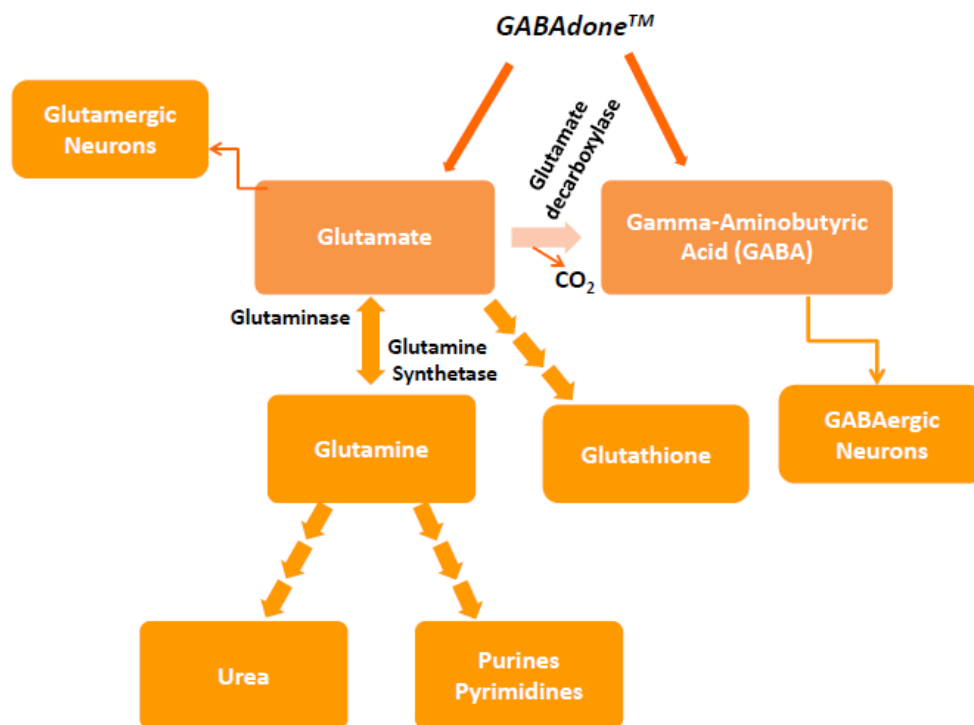 GABAdone™
Glutamergic
Neurons
Glutamate
decarboxylase
Glutamate
Gamma-Aminobutyric
Acid (GABA)
CO₂
Glutaminase
Glutamine
Synthetase
Glutamine
Glutathione
GABAergic
Neurons
Urea
Purines
Pyrimidines